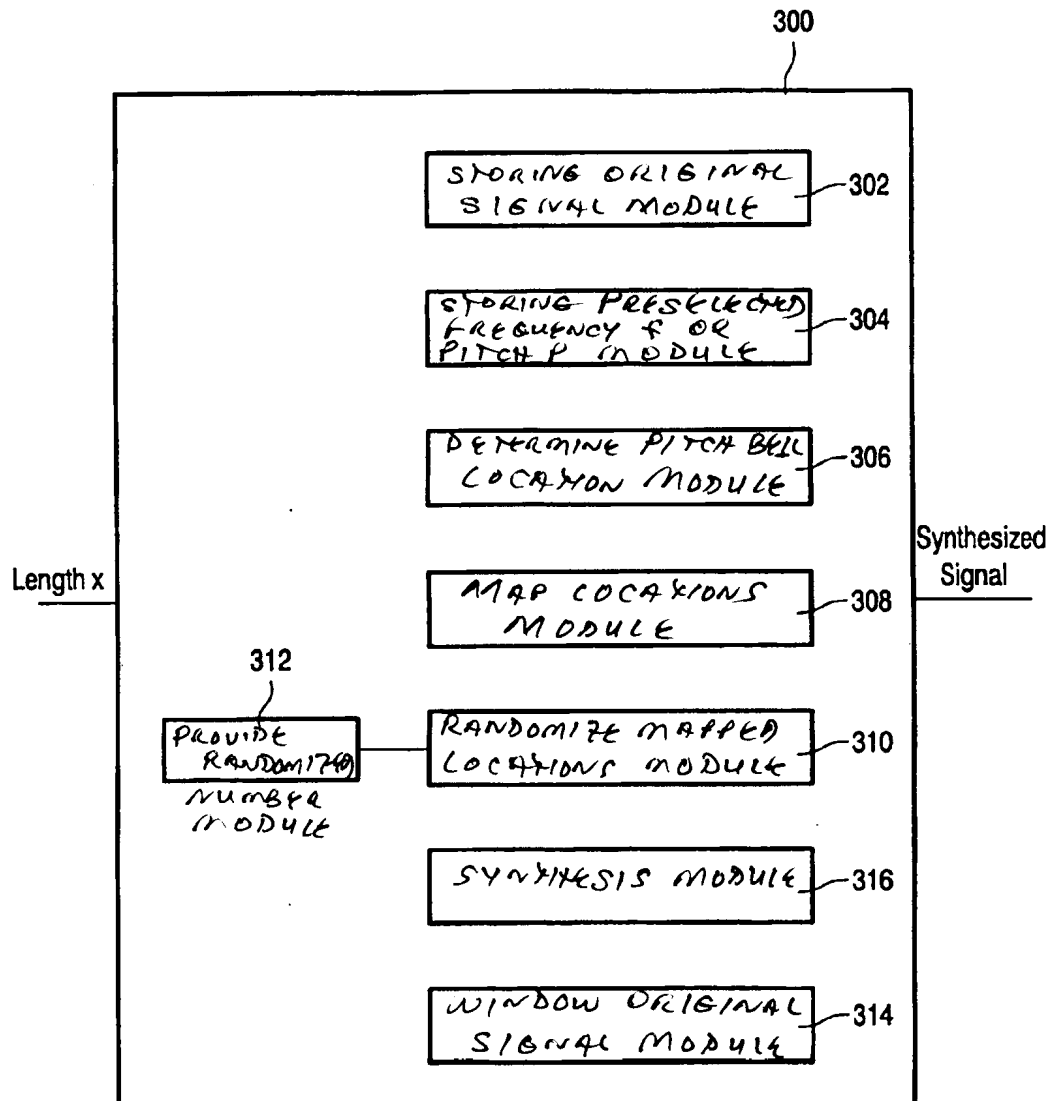 300
STORING ORIGINAL
SIGNAL MODULE
302
STORING PRESELECTED
FREQUENCY f OR
PITCH P MODULE
304
DETERMINE PITCH BELL
LOCATION MODULE
306
Length x
MAP LOCATIONS
MODULE
308
Synthesized
Signal
312
PROVIDE
RANDOMIZED
NUMBER
MODULE
RANDOMIZE MAPPED
LOCATIONS MODULE
310
SYNTHESIS MODULE
316
WINDOW ORIGINAL
SIGNAL MODULE
314